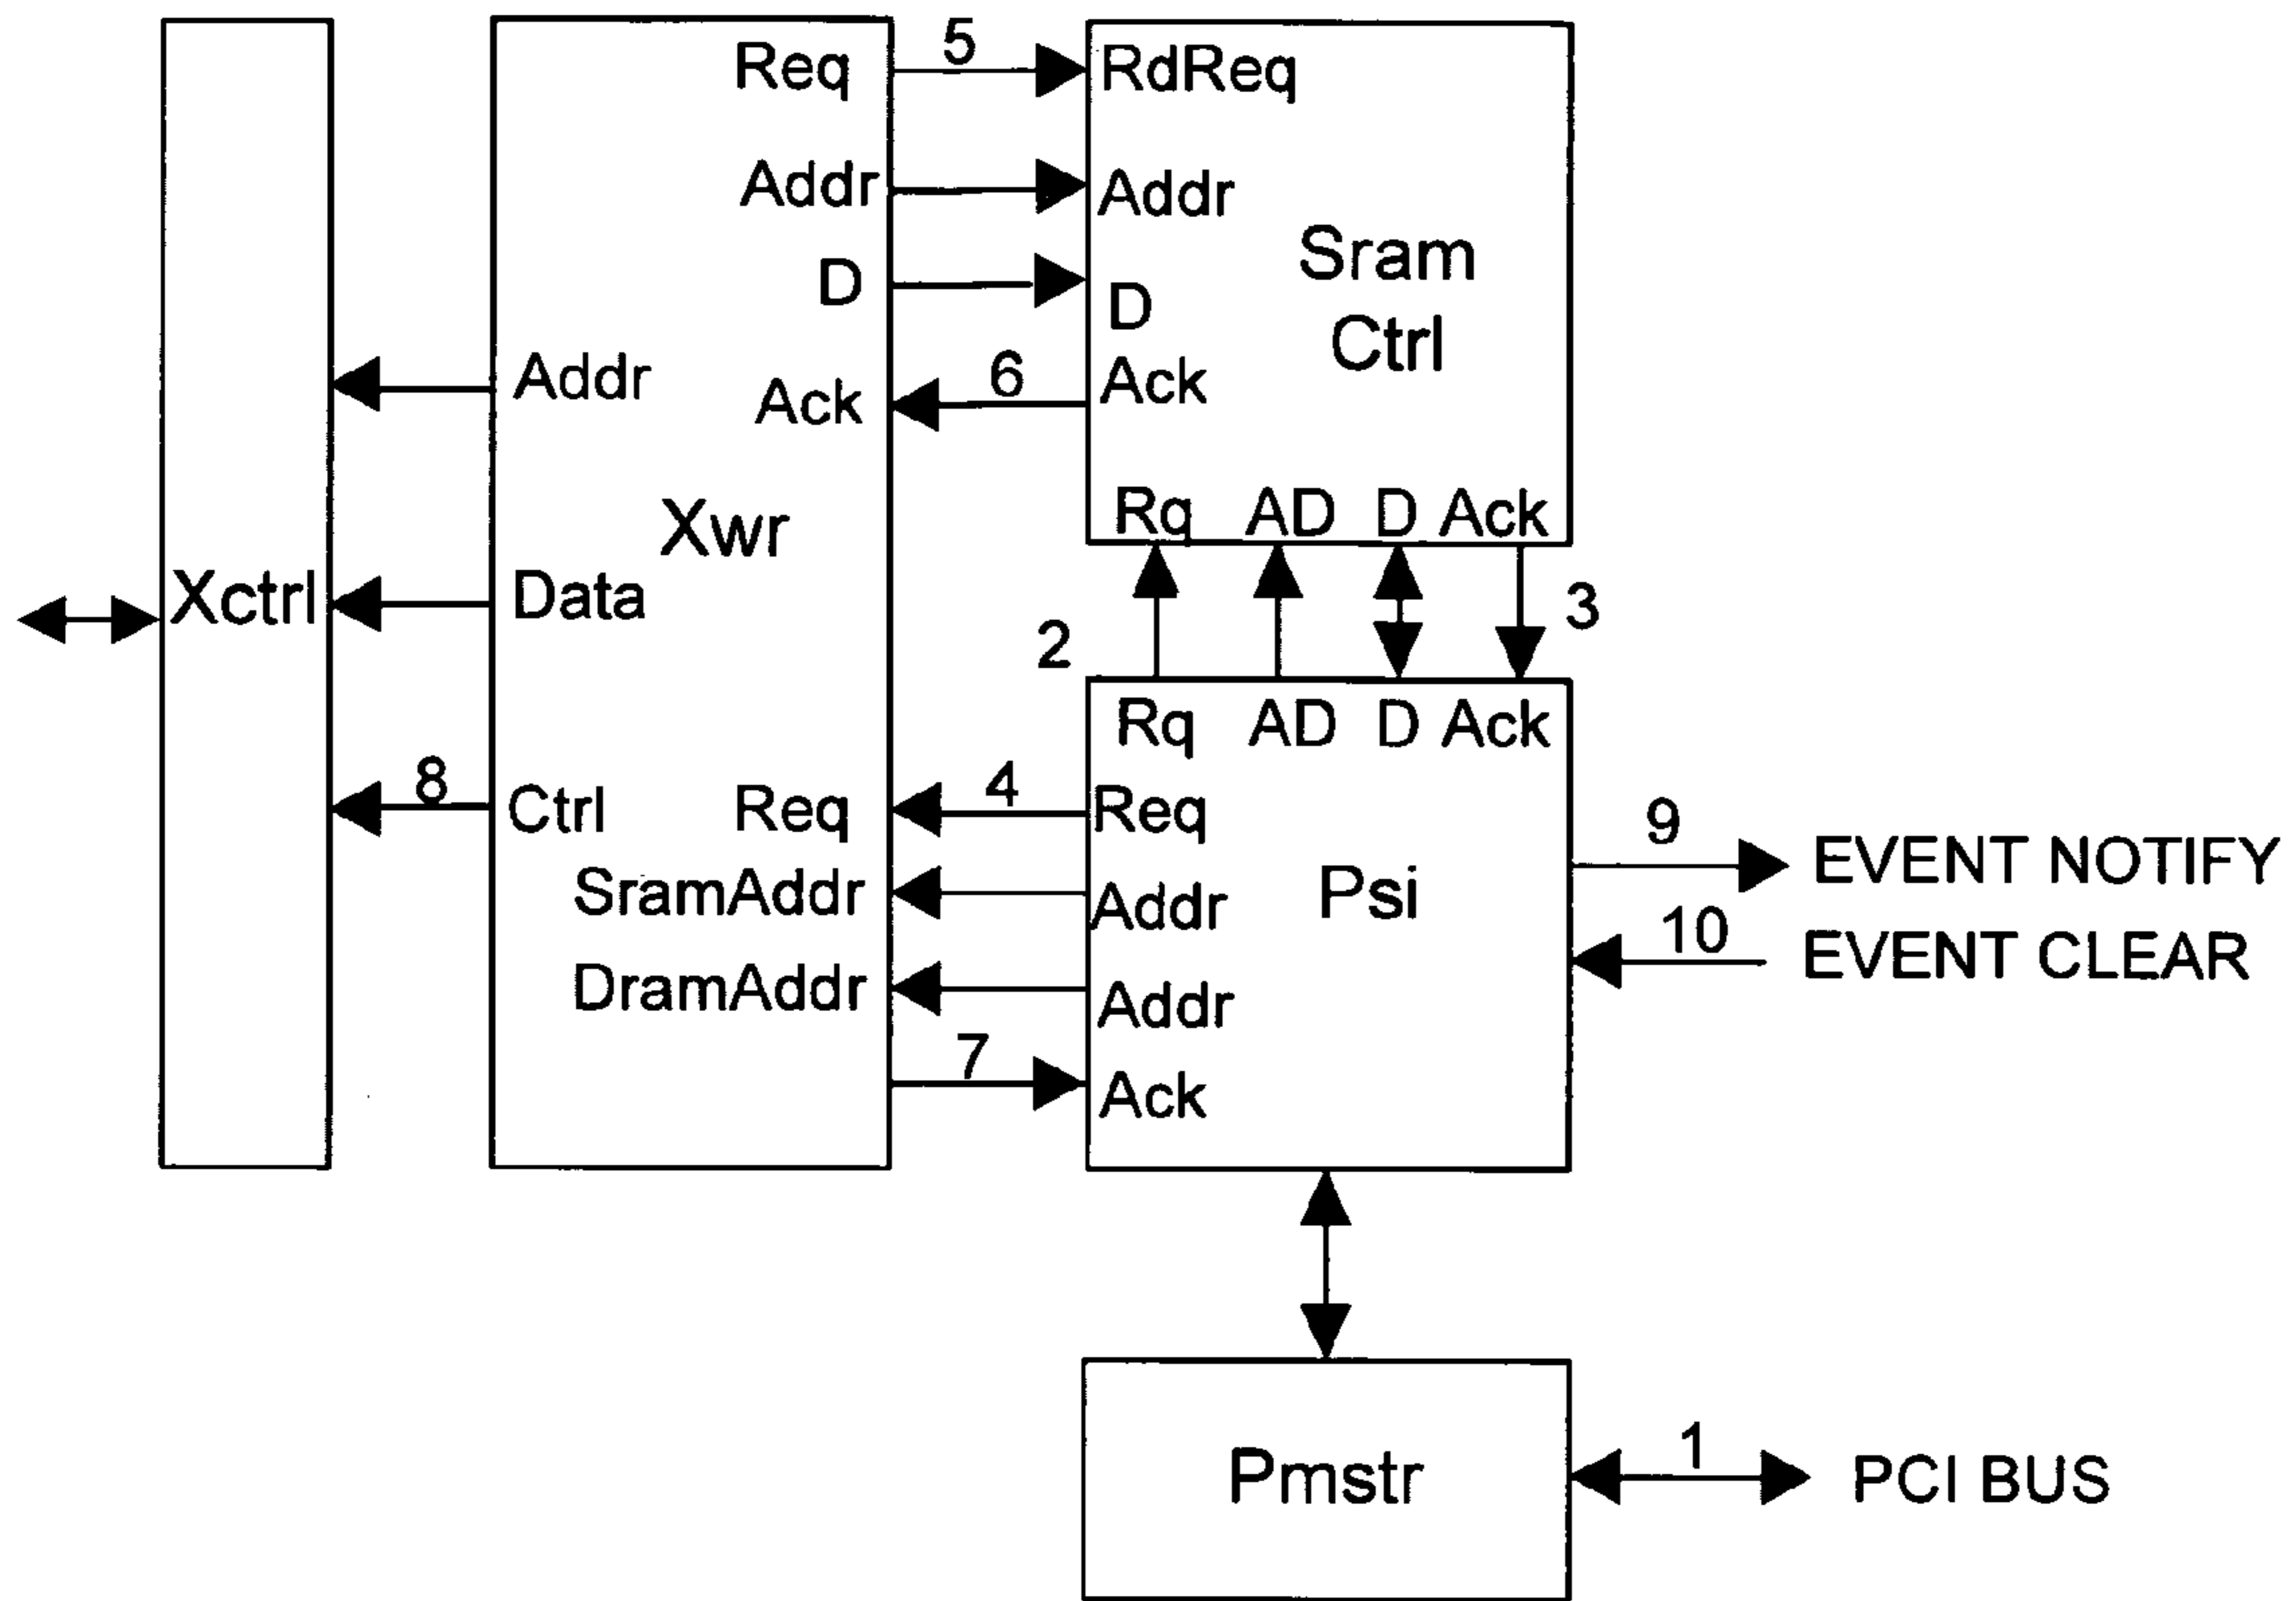 Req 5 RdReq
Addr Addr
D D
Sram
Ctrl
Addr Ack 6 Ack
Xwr
Rq AD D Ack
Xctrl Data
2 3
Rq AD D Ack
8 Ctrl Req 4 Req
SramAddr Addr
Psi
DramAddr Addr
7 Ack
9 EVENT NOTIFY
10 EVENT CLEAR
Pmstr
1 PCI BUS